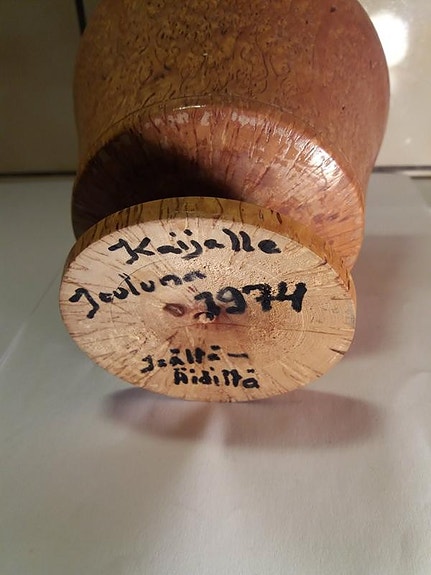 Kaijalle
Jouluna
1974
Isältä-
Äidiltä